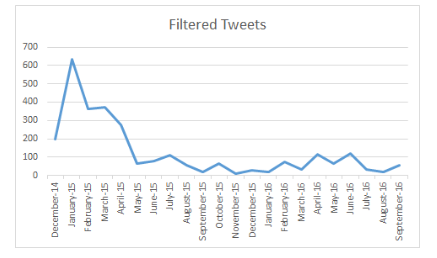 Filtered Tweets
700
600
500
400
300
200
100
0
December-14
January-15
February-15
March-15
April-15
May-15
June-15
July-15
August-15
September-15
October-15
November-15
December-15
January-16
February-16
March-16
April-16
May-16
June-16
July-16
August-16
September-16